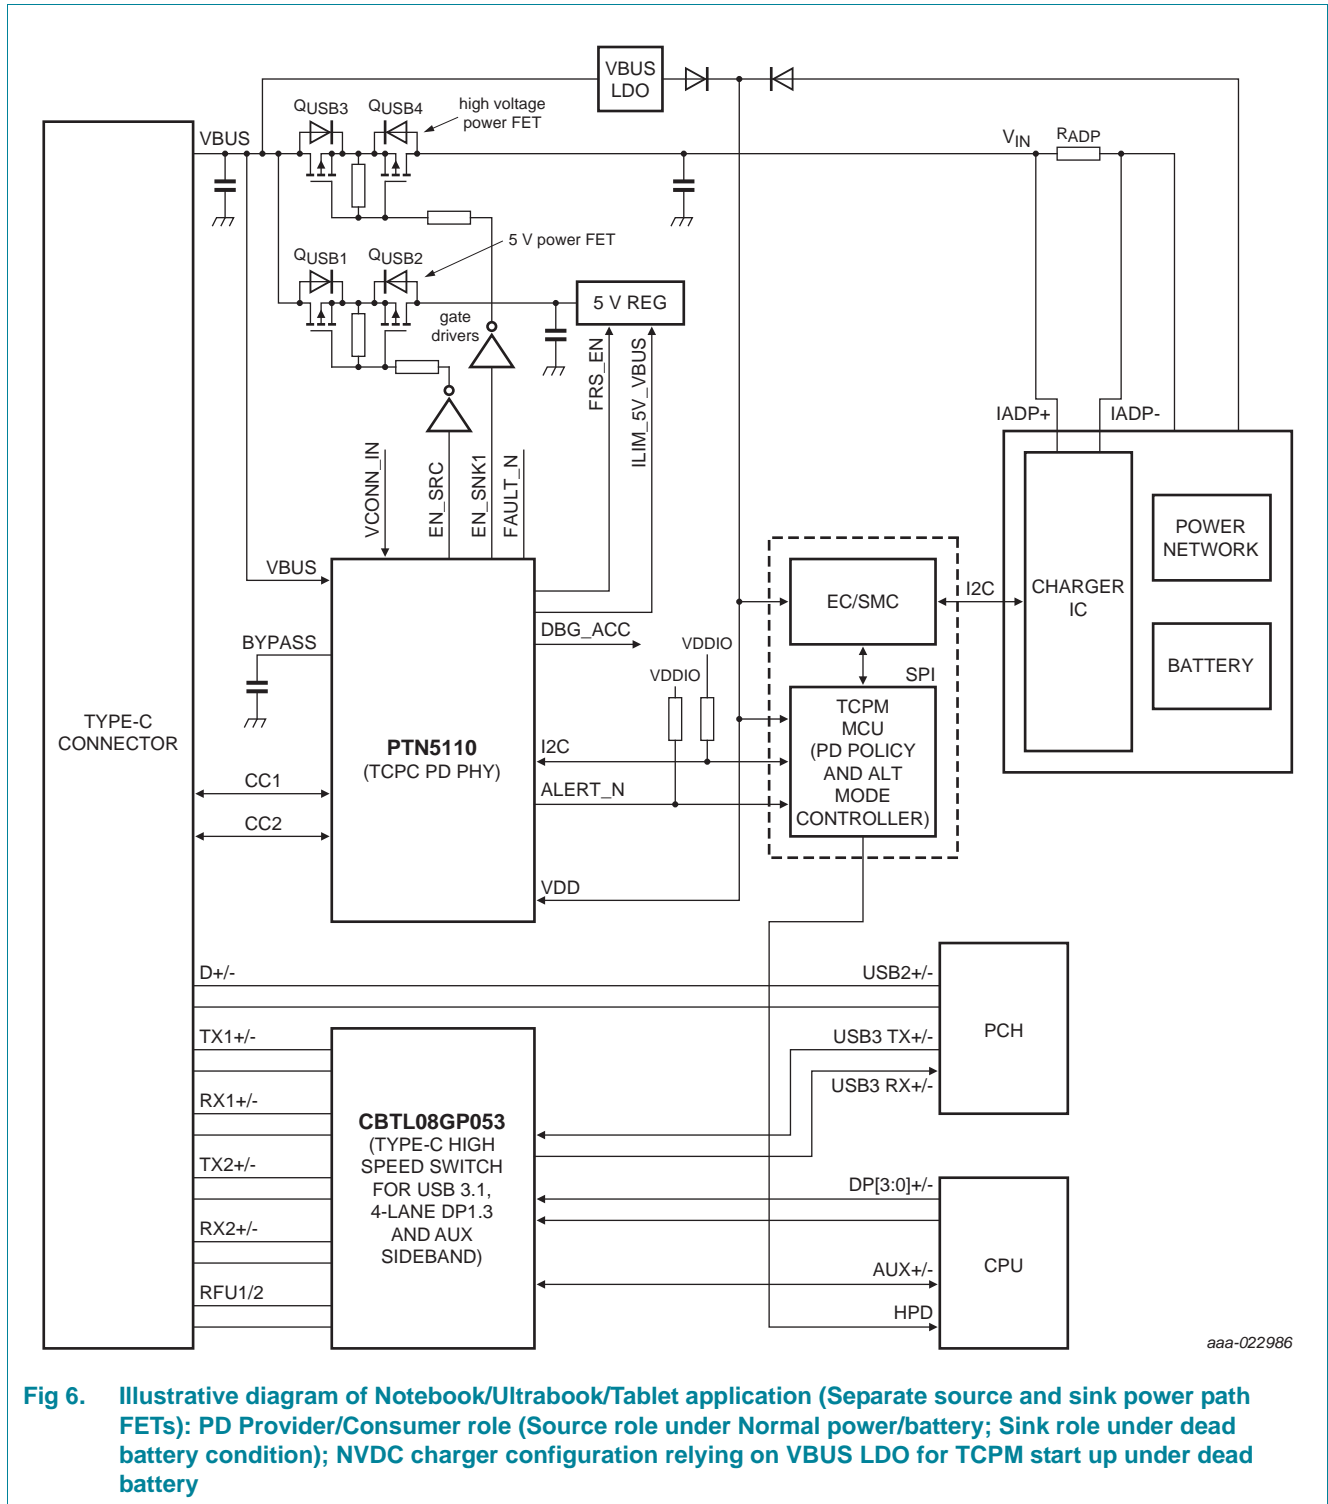 VBUS
LDO
QUSB3
QUSB4
high voltage
power FET
VBUS
VIN
RADP
5 V power FET
QUSB1
QUSB2
5 V REG
gate
drivers
FRS_EN
ILIM_5V_VBUS
IADP+
IADP-
VCONN_IN
EN_SRC
EN_SNK1
FAULT_N
POWER
NETWORK
VBUS
EC/SMC
I2C
CHARGER
IC
DBG_ACC
VDDIO
BYPASS
VDDIO
BATTERY
SPI
TYPE-C
CONNECTOR
PTN5110
(TCPC PD PHY)
I2C
TCPM
MCU
(PD POLICY
AND ALT
MODE
CONTROLLER)
CC1
ALERT_N
CC2
VDD
D+/-
USB2+/-
TX1+/-
USB3 TX+/-
PCH
USB3 RX+/-
RX1+/-
CBTL08GP053
(TYPE-C HIGH
SPEED SWITCH
FOR USB 3.1,
4-LANE DP1.3
AND AUX
SIDEBAND)
TX2+/-
DP[3:0]+/-
RX2+/-
AUX+/-
CPU
RFU1/2
HPD
aaa-022986
Fig 6. Illustrative diagram of Notebook/Ultrabook/Tablet application (Separate source and sink power path
FETs): PD Provider/Consumer role (Source role under Normal power/battery; Sink role under dead
battery condition); NVDC charger configuration relying on VBUS LDO for TCPM start up under dead
battery